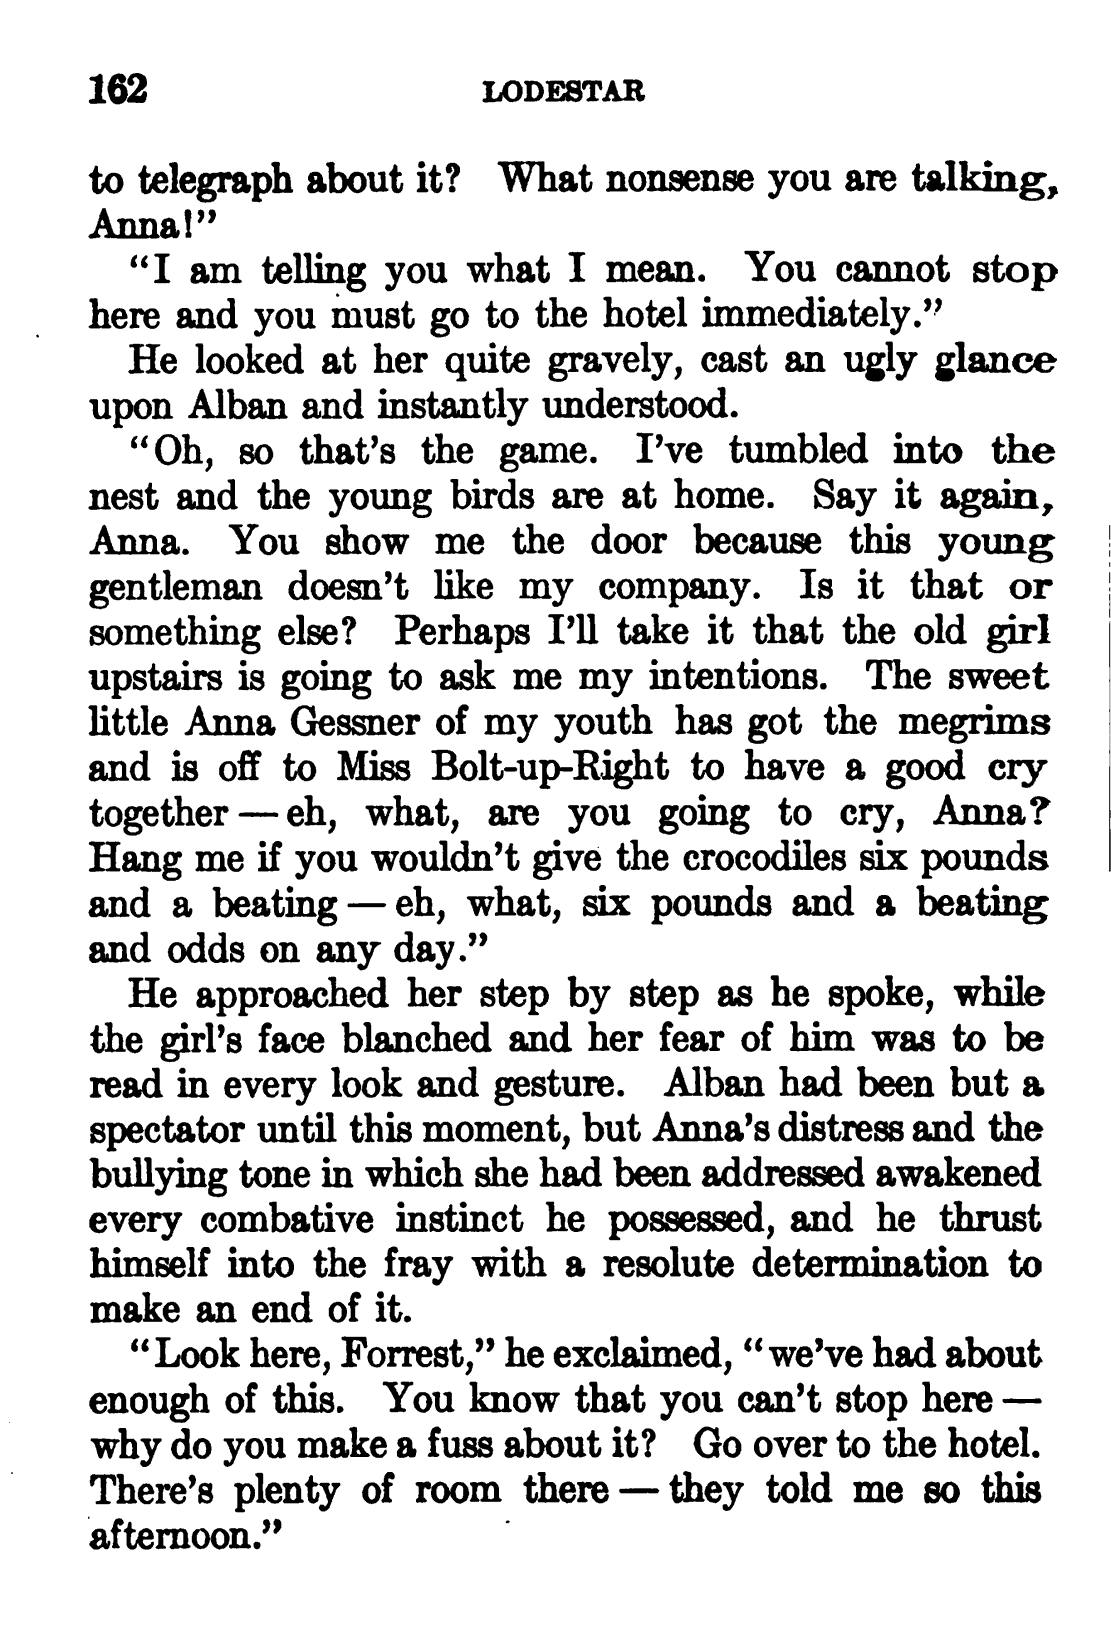 162 LODESTAR
to telegraph about it? What nonsense you are talking,
Anna!”
“I am telling you what I mean. You cannot stop
here and you must go to the hotel immediately.”
He looked at her quite gravely, cast an ugly glance
upon Alban and instantly understood.
“Oh, so that’s the game. I’ve tumbled into the
nest and the young birds are at home. Say it again,
Anna. You show me the door because this young
gentleman doesn’t like my company. Is it that or
something else? Perhaps I’ll take it that the old girl
upstairs is going to ask me my intentions. The sweet
little Anna Gessner of my youth has got the megrims
and is off to Miss Bolt-up-Right to have a good cry
together — eh, what, are you going to cry, Anna?
Hang me if you wouldn’t give the crocodiles six pounds
and a beating — eh, what, six pounds and a beating
and odds on any day.”
He approached her step by step as he spoke, while
the girl’s face blanched and her fear of him was to be
read in every look and gesture. Alban had been but a
spectator until this moment, but Anna’s distress and the
bullying tone in which she had been addressed awakened
every combative instinct he possessed, and he thrust
himself into the fray with a resolute determination to
make an end of it.
“Look here, Forrest,” he exclaimed, “we’ve had about
enough of this. You know that you can’t stop here —
why do you make a fuss about it? Go over to the hotel.
There’s plenty of room there — they told me so this
afternoon.”